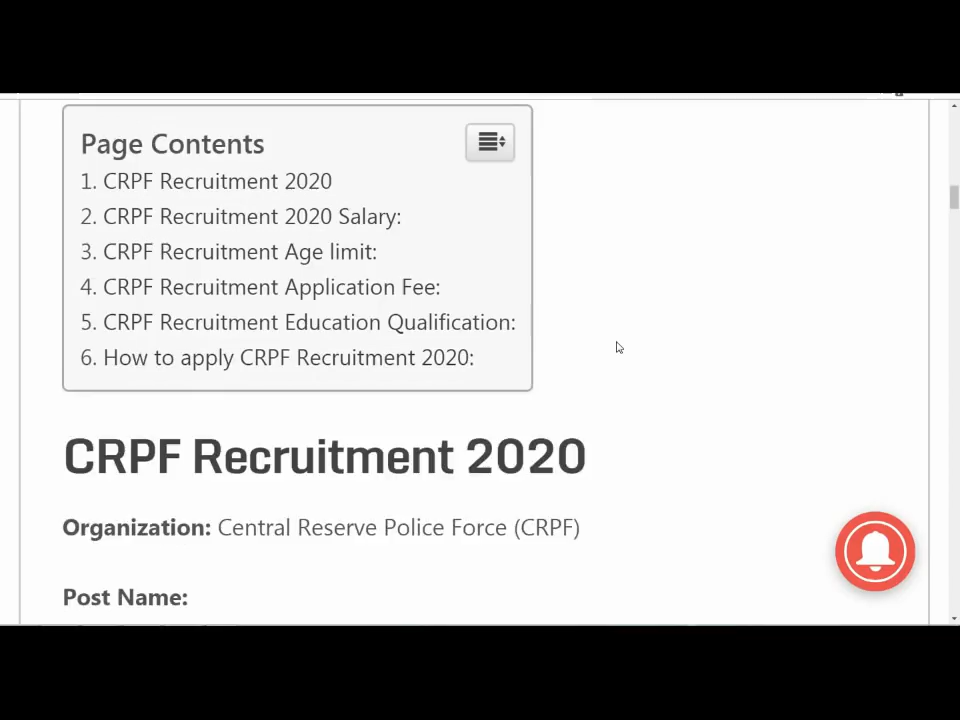 Page Contents
1. CRPF Recruitment 2020
2. CRPF Recruitment 2020 Salary:
3. CRPF Recruitment Age limit:
4. CRPF Recruitment Application Fee:
5. CRPF Recruitment Education Qualification:
6. How to apply CRPF Recruitment 2020:
CRPF Recruitment 2020
Organization: Central Reserve Police Force (CRPF)
Post Name: